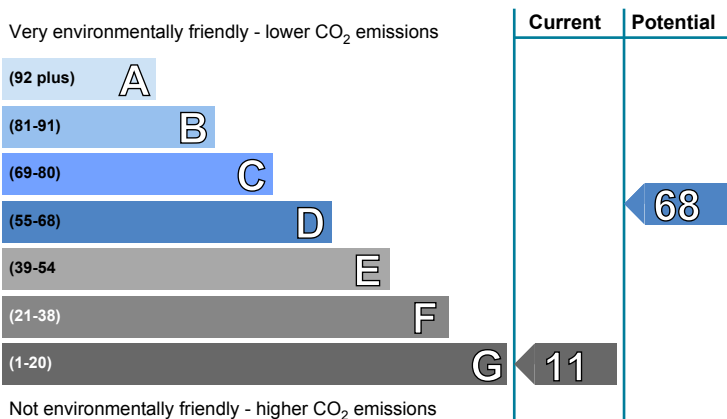 Current Potential
Very environmentally friendly - lower CO2 emissions
(92 plus) A
(81-91) B
(69-80) C
(55-68) D 68
(39-54 E
(21-38) F
(1-20) G 11
Not environmentally friendly - higher CO2 emissions